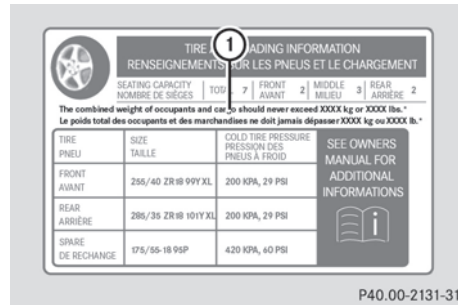 1
TIRE A ADING INFORMATION
RENSEIGNEMENTS SUR LES PNEUS ET LE CHARGEMENT
SEATING CAPACITY TOTAL 7 FRONT 2 MIDDLE 3 REAR 2
NOMBRE DE SIÈGES AVANT MILIEU ARRIÈRE
The combined weight of occupants and cargo should never exceed XXXX kg or XXXX lbs.*
Le poids total des occupants et des marchandises ne doit jamais dépasser XXXX kg ou XXXX lb.*
TIRE SIZE COLD TIRE PRESSURE SEE OWNERS
PNEU TAILLE PRESSION DES MANUAL FOR
PNEUS À FROID ADDITIONAL
FRONT INFORMATIONS
AVANT 255/40 ZR18 99Y XL 200 KPA, 29 PSI
REAR
ARRIÈRE 285/35 ZR18 101Y XL 200 KPA, 29 PSI
SPARE
DE RECHANGE 175/55-18 95P 420 KPA, 60 PSI
P40.00-2131-31